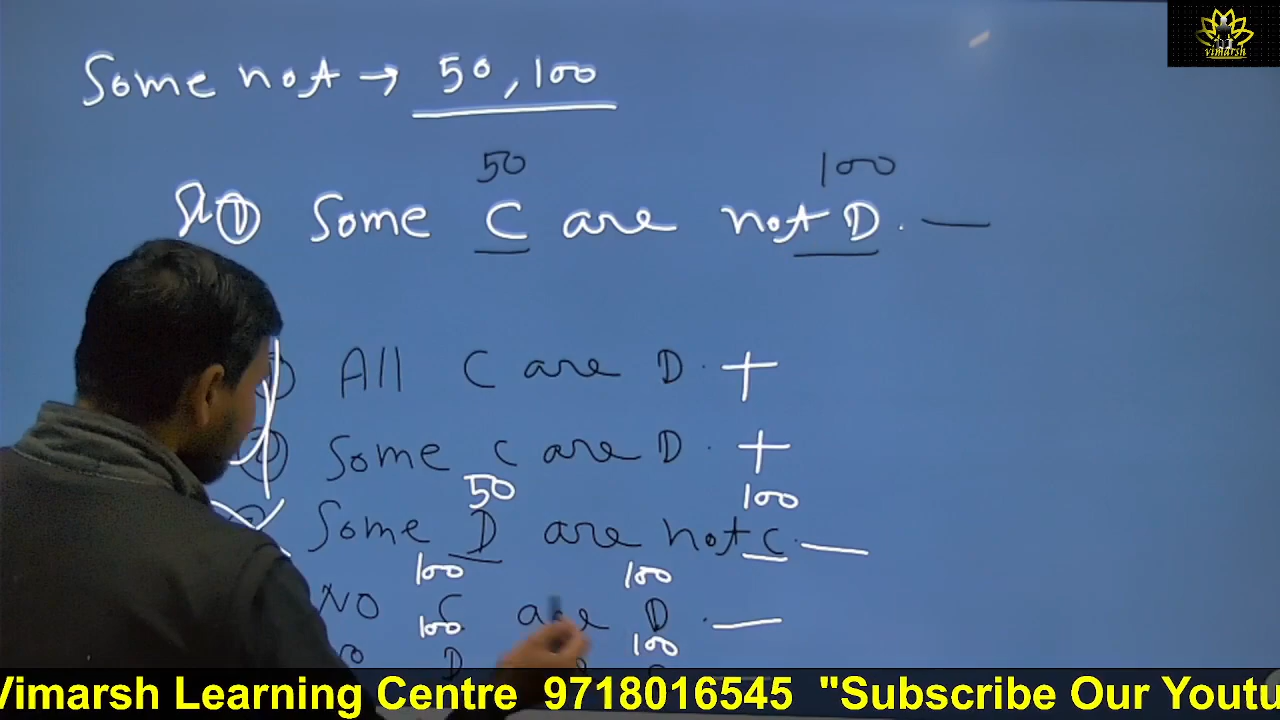 vimarsh
Some not → 50,100
50 100
① Some C are not D. —
All C are D. +
Some C are D. +
50 100
Some D are not C. —
100 100
No C are D. —
100 100
D
Vimarsh Learning Centre 9718016545 "Subscribe Our Youtu